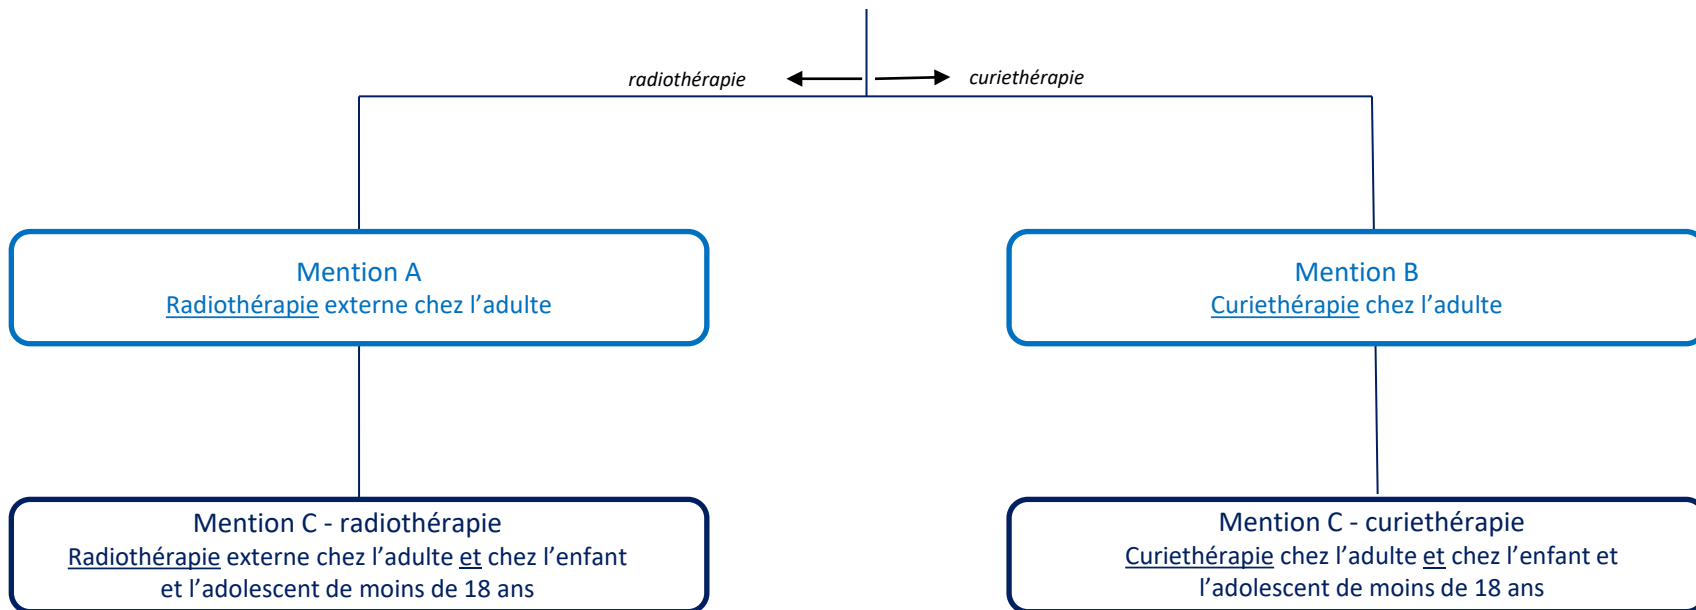 radiothérapie
curiethérapie
Mention A
Radiothérapie externe chez l’adulte
Mention B
Curiethérapie chez l’adulte
Mention C - radiothérapie
Radiothérapie externe chez l’adulte et chez l’enfant
et l’adolescent de moins de 18 ans
Mention C - curiethérapie
Curiethérapie chez l’adulte et chez l’enfant et
l’adolescent de moins de 18 ans